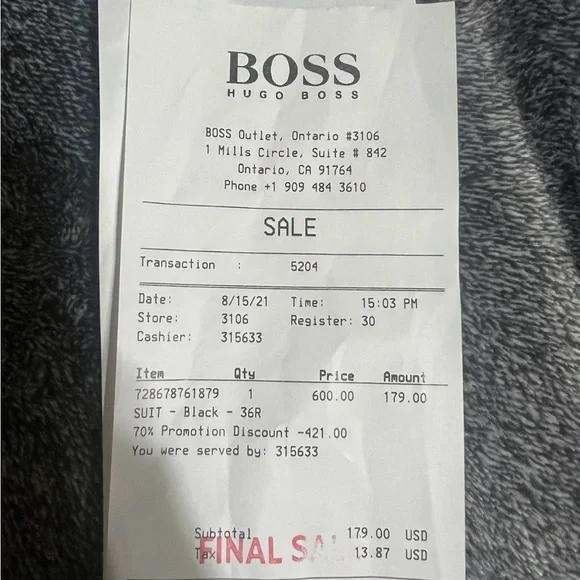 BOSS
HUGO BOSS
BOSS Outlet, Ontario #3106
1 Mills Circle, Suite # 842
Ontario, CA 91764
Phone +1 909 484 3610
SALE
Transaction : 5204
Date: 8/15/21 Time: 15:03 PM
Store: 3106 Register: 30
Cashier: 315633
Item Qty Price Amount
728678761879 1 600.00 179.00
SUIT - Black - 36R
70% Promotion Discount -421.00
You were served by: 315633
Subtotal 179.00 USD
Tax 13.87 USD
FINAL SAL